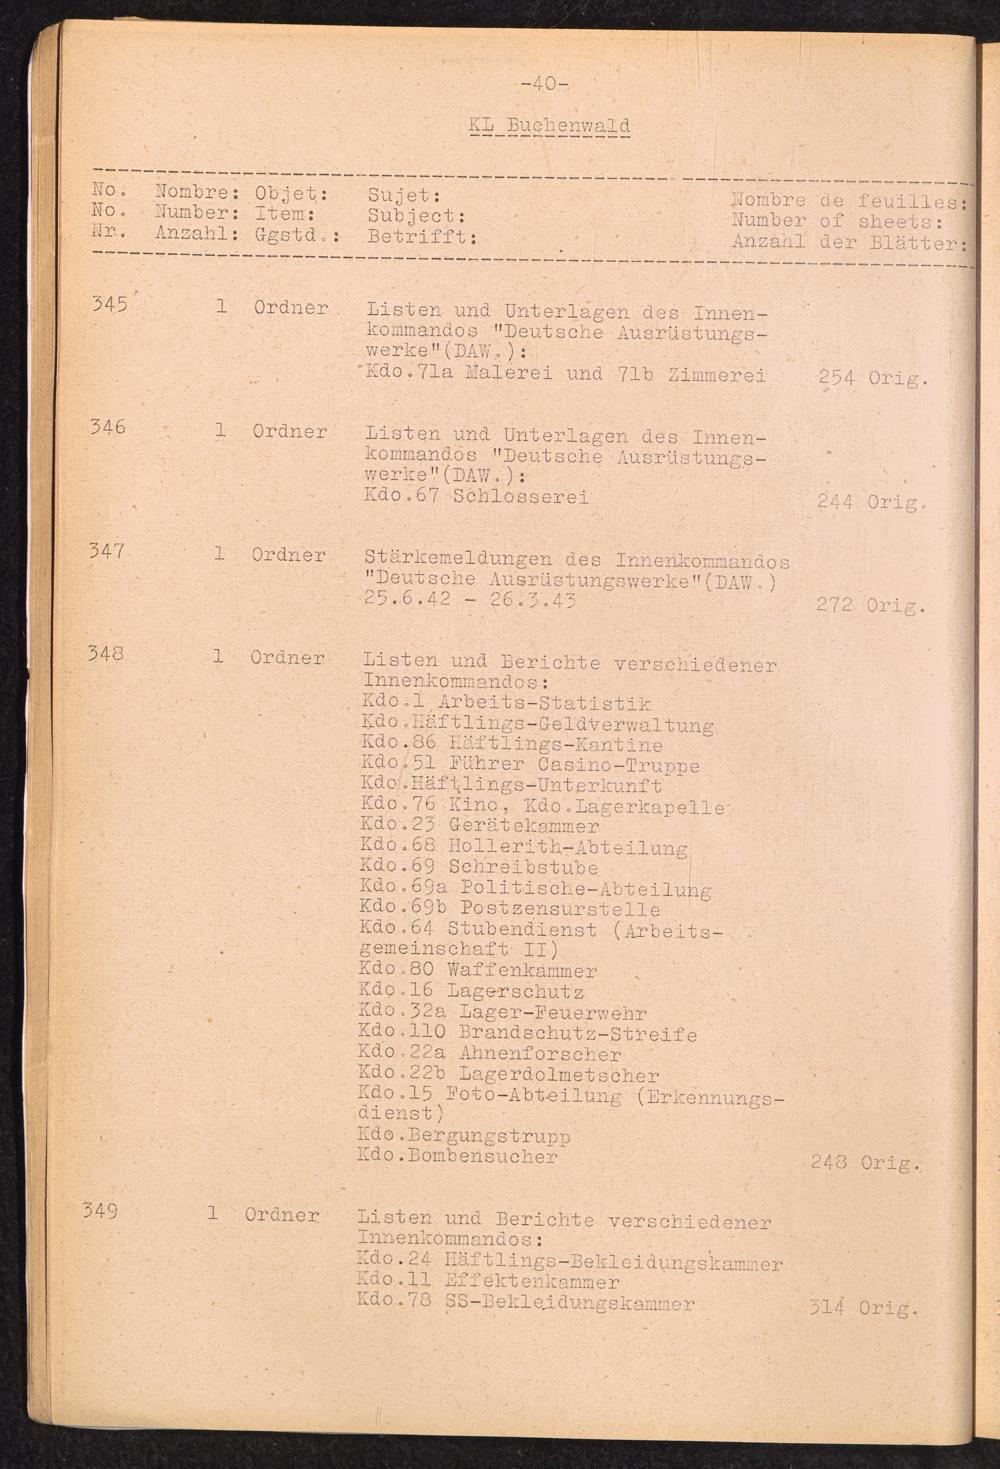 -40-
KL Buchenwald
No. Nombre: Objet: Sujet: Nombre de feuilles:
No. Number: Item: Subject: Number of sheets:
Nr. Anzahl: Ggstd.: Betrifft: Anzahl der Blätter:
345 1 Ordner Listen und Unterlagen des Innen-
kommandos "Deutsche Ausrüstungs-
werke"(DAW.):
Kdo.71a Malerei und 71b Zimmerei 254 Orig.
346 1 Ordner Listen und Unterlagen des Innen-
kommandos "Deutsche Ausrüstungs-
werke"(DAW.):
Kdo.67 Schlosserei 244 Orig.
347 1 Ordner Stärkemeldungen des Innenkommandos
"Deutsche Ausrüstungswerke"(DAW.)
25.6.42 - 26.3.43 272 Orig.
348 1 Ordner Listen und Berichte verschiedener
Innenkommandos:
Kdo.1 Arbeits-Statistik
Kdo.Häftlings-Geldverwaltung
Kdo.86 Häftlings-Kantine
Kdo.51 Führer Casino-Truppe
Kdo.Häftlings-Unterkunft
Kdo.76 Kino, Kdo.Lagerkapelle
Kdo.23 Gerätekammer
Kdo.68 Hollerith-Abteilung
Kdo.69 Schreibstube
Kdo.69a Politische-Abteilung
Kdo.69b Postzensurstelle
Kdo.64 Stubendienst (Arbeits-
gemeinschaft II)
Kdo.80 Waffenkammer
Kdo.16 Lagerschutz
Kdo.32a Lager-Feuerwehr
Kdo.110 Brandschutz-Streife
Kdo.22a Ahnenforscher
Kdo.22b Lagerdolmetscher
Kdo.15 Foto-Abteilung (Erkennungs-
dienst)
Kdo.Bergungstrupp
Kdo.Bombensucher 248 Orig.
349 1 Ordner Listen und Berichte verschiedener
Innenkommandos:
Kdo.24 Häftlings-Bekleidungskammer
Kdo.11 Effektenkammer
Kdo.78 SS-Bekleidungskammer 314 Orig.